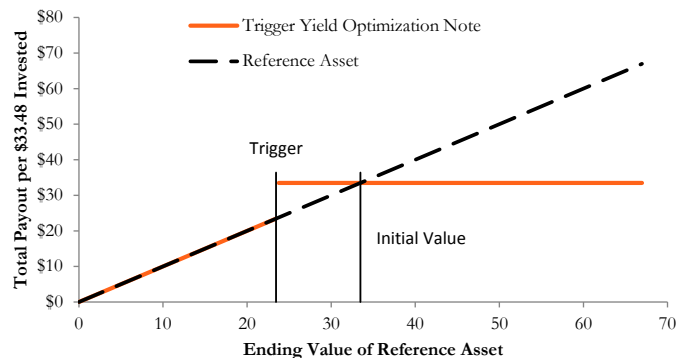 Trigger Yield Optimization Note
Reference Asset
Total Payout per $33.48 Invested
$80
$70
$60
$50
$40
$30
$20
$10
$0
Trigger
Initial Value
0 10 20 30 40 50 60 70
Ending Value of Reference Asset